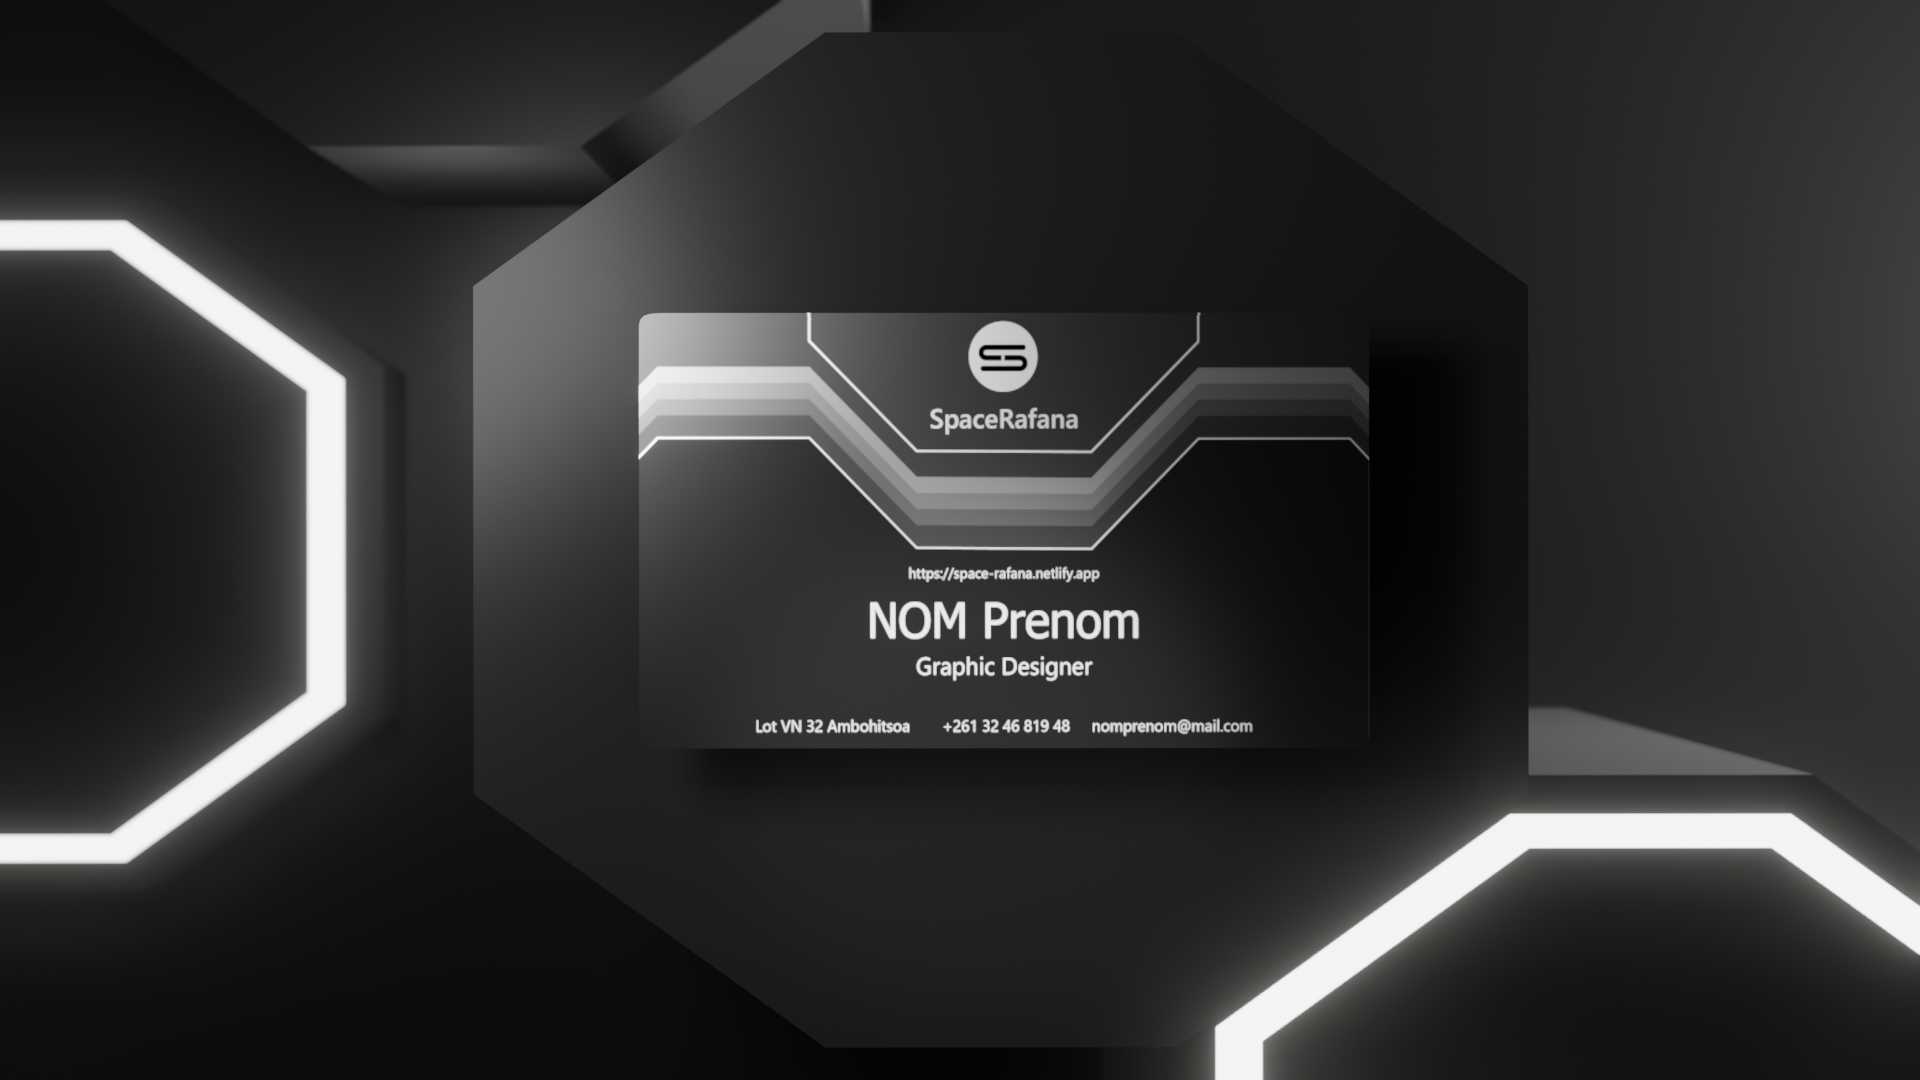 SpaceRafana
https://space-rafana.netlify.app
NOM Prenom
Graphic Designer
Lot VN 32 Ambohitsoa +261 32 46 819 48 nomprenom@mail.com